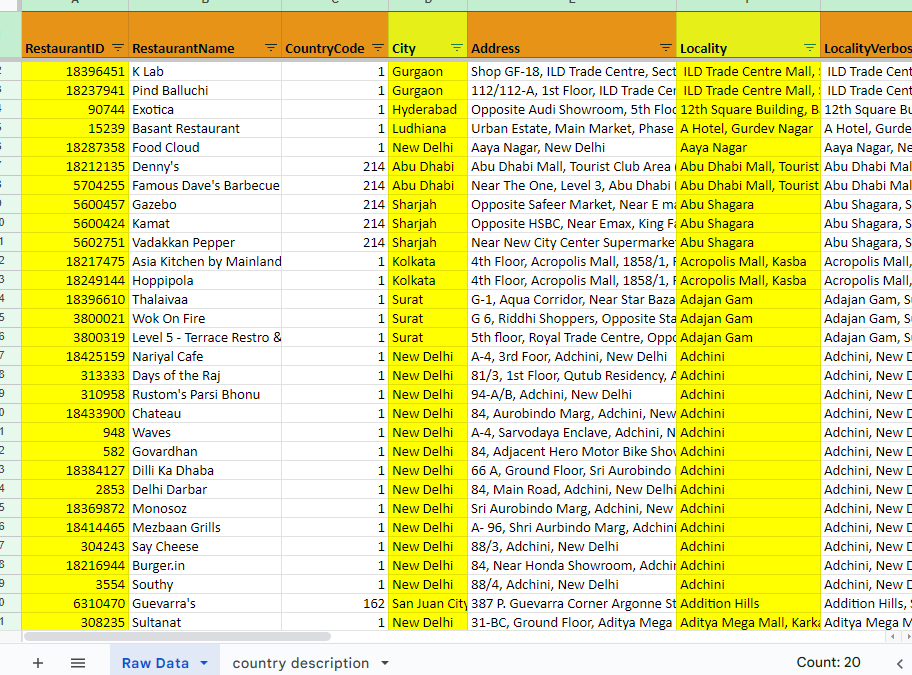 RestaurantID RestaurantName CountryCode City Address Locality LocalityVerbos
18396451 K Lab 1 Gurgaon Shop GF-18, ILD Trade Centre, Sect ILD Trade Centre Mall, ILD Trade Cent
18237941 Pind Balluchi 1 Gurgaon 112/112-A, 1st Floor, ILD Trade Cen ILD Trade Centre Mall, ILD Trade Cent
90744 Exotica 1 Hyderabad Opposite Audi Showroom, 5th Floo 12th Square Building, B 12th Square Bu
15239 Basant Restaurant 1 Ludhiana Urban Estate, Main Market, Phase A Hotel, Gurdev Nagar A Hotel, Gurde
18287358 Food Cloud 1 New Delhi Aaya Nagar, New Delhi Aaya Nagar Aaya Nagar, Ne
18212135 Denny's 214 Abu Dhabi Abu Dhabi Mall, Tourist Club Area Abu Dhabi Mall, Tourist Abu Dhabi Mal
5704255 Famous Dave's Barbecue 214 Abu Dhabi Near The One, Level 3, Abu Dhabi Abu Dhabi Mall, Tourist Abu Dhabi Mal
5600457 Gazebo 214 Sharjah Opposite Safeer Market, Near E ma Abu Shagara Abu Shagara, S
5600424 Kamat 214 Sharjah Opposite HSBC, Near Emax, King Fa Abu Shagara Abu Shagara, S
5602751 Vadakkan Pepper 214 Sharjah Near New City Center Supermarke Abu Shagara Abu Shagara, S
18217475 Asia Kitchen by Mainland 1 Kolkata 4th Floor, Acropolis Mall, 1858/1, Acropolis Mall, Kasba Acropolis Mall,
18249144 Hoppipola 1 Kolkata 4th Floor, Acropolis Mall, 1858/1, Acropolis Mall, Kasba Acropolis Mall,
18396610 Thalaivaa 1 Surat G-1, Aqua Corridor, Near Star Baza Adajan Gam Adajan Gam, Su
3800021 Wok On Fire 1 Surat G 6, Riddhi Shoppers, Opposite Sta Adajan Gam Adajan Gam, Su
3800319 Level 5 - Terrace Restro & 1 Surat 5th floor, Royal Trade Centre, Oppo Adajan Gam Adajan Gam, Su
18425159 Nariyal Cafe 1 New Delhi A-4, 3rd Foor, Adchini, New Delhi Adchini Adchini, New D
313333 Days of the Raj 1 New Delhi 81/3, 1st Floor, Qutub Residency, A Adchini Adchini, New D
310958 Rustom's Parsi Bhonu 1 New Delhi 94-A/B, Adchini, New Delhi Adchini Adchini, New D
18433900 Chateau 1 New Delhi 84, Aurobindo Marg, Adchini, New Adchini Adchini, New D
948 Waves 1 New Delhi A-4, Sarvodaya Enclave, Adchini, N Adchini Adchini, New D
582 Govardhan 1 New Delhi 84, Adjacent Hero Motor Bike Show Adchini Adchini, New D
18384127 Dilli Ka Dhaba 1 New Delhi 66 A, Ground Floor, Sri Aurobindo Adchini Adchini, New D
2853 Delhi Darbar 1 New Delhi 84, Main Road, Adchini, New Delhi Adchini Adchini, New D
18369872 Monosoz 1 New Delhi Sri Aurobindo Marg, Adchini, New Adchini Adchini, New D
18414465 Mezbaan Grills 1 New Delhi A- 96, Shri Aurbindo Marg, Adchini Adchini Adchini, New D
304243 Say Cheese 1 New Delhi 88/3, Adchini, New Delhi Adchini Adchini, New D
18216944 Burger.in 1 New Delhi 84, Near Honda Showroom, Adchin Adchini Adchini, New D
3554 Southy 1 New Delhi 88/4, Adchini, New Delhi Adchini Adchini, New D
6310470 Guevarra's 162 San Juan City 387 P. Guevarra Corner Argonne St Addition Hills Addition Hills, S
308235 Sultanat 1 New Delhi 31-BC, Ground Floor, Aditya Mega Aditya Mega Mall, Karka Aditya Mega M
Raw Data country description Count: 20